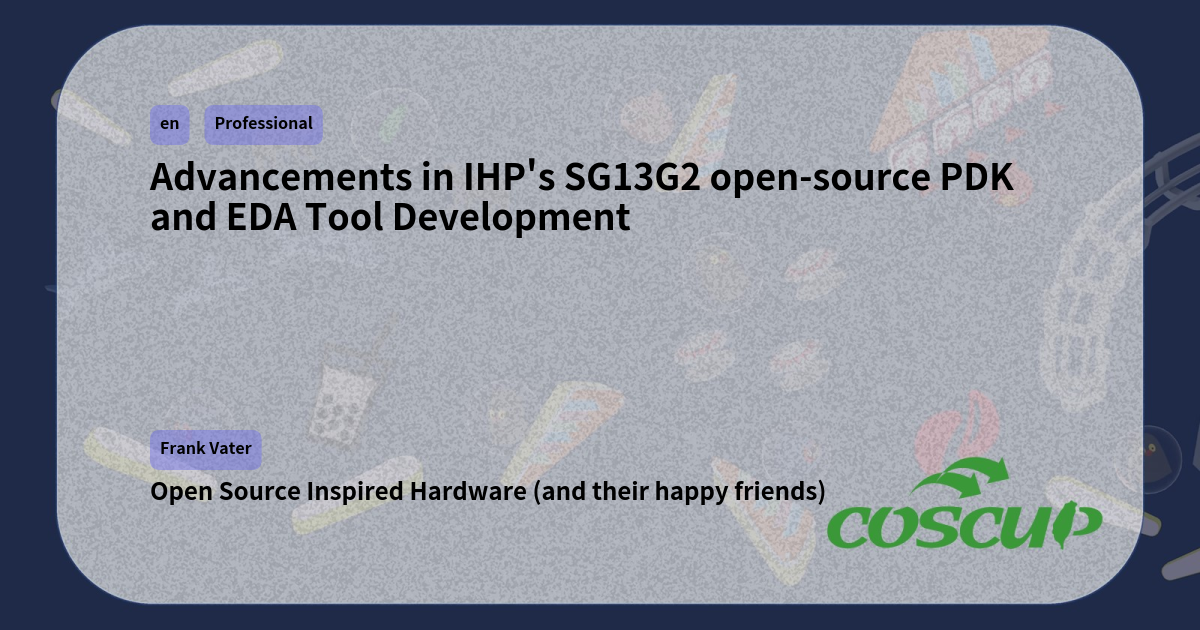 en
Professional
Advancements in IHP's SG13G2 open-source PDK
and EDA Tool Development
Frank Vater
Open Source Inspired Hardware (and their happy friends)
COSCUP